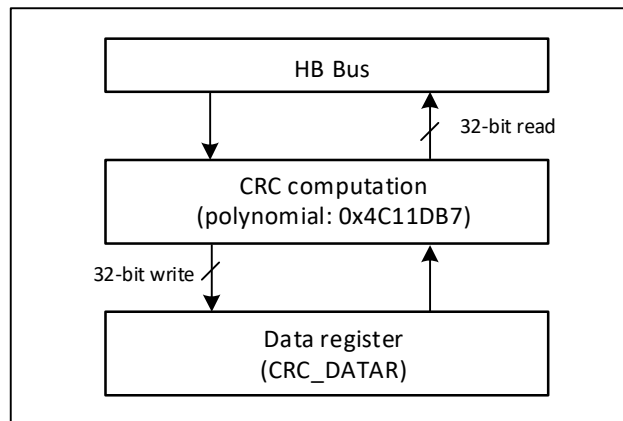 HB Bus
32-bit read
CRC computation
(polynomial: 0x4C11DB7)
32-bit write
Data register
(CRC_DATAR)